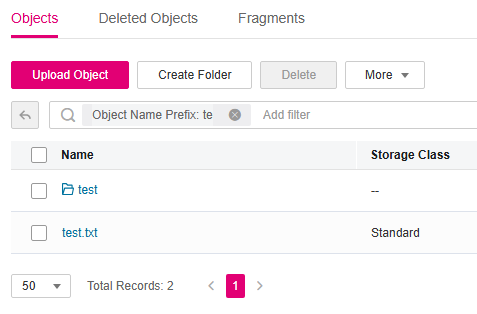 Objects Deleted Objects Fragments
Upload Object Create Folder Delete More
Object Name Prefix: te Add filter
Name Storage Class
test --
test.txt Standard
50 Total Records: 2 1